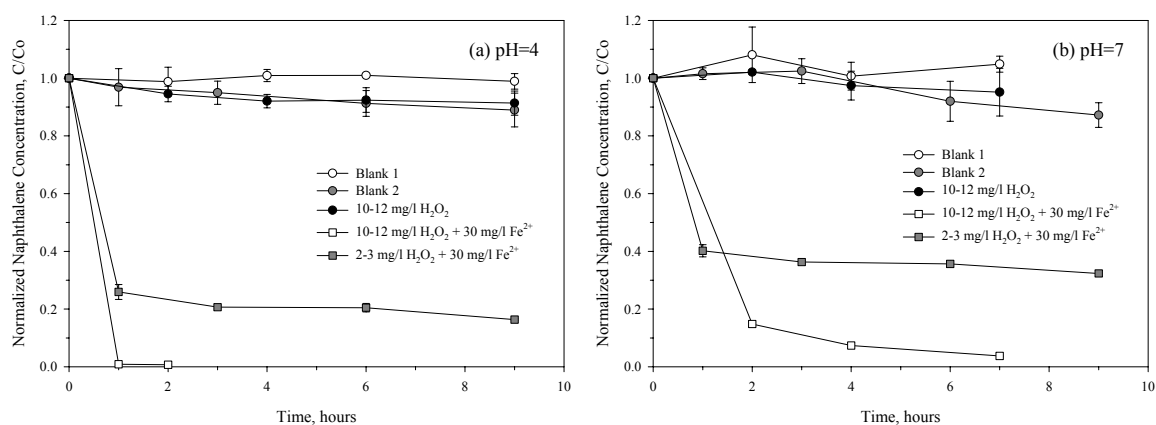 (a) pH=4
Normalized Naphthalene Concentration, C/Co
1.2
1.0
0.8
0.6
0.4
0.2
0.0
Blank 1
Blank 2
10-12 mg/l H₂O₂
10-12 mg/l H₂O₂ + 30 mg/l Fe²⁺
2-3 mg/l H₂O₂ + 30 mg/l Fe²⁺
0 2 4 6 8 10
Time, hours
(b) pH=7
Normalized Naphthalene Concentration, C/Co
1.2
1.0
0.8
0.6
0.4
0.2
0.0
Blank 1
Blank 2
10-12 mg/l H₂O₂
10-12 mg/l H₂O₂ + 30 mg/l Fe²⁺
2-3 mg/l H₂O₂ + 30 mg/l Fe²⁺
0 2 4 6 8 10
Time, hours